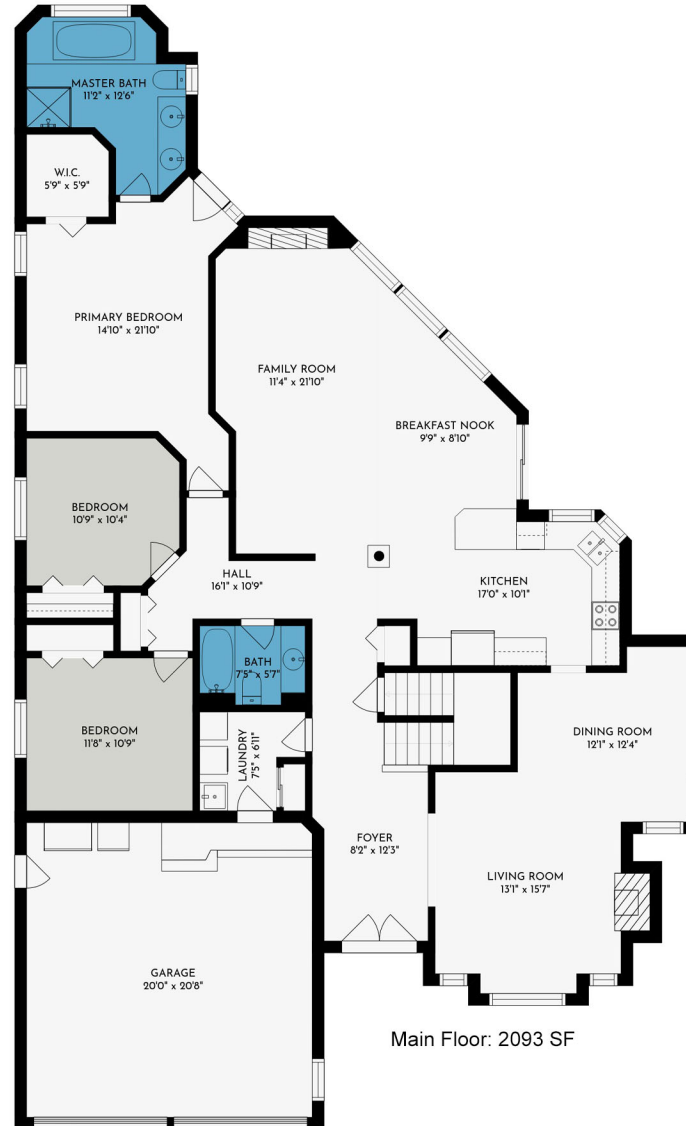 MASTER BATH
11'2" x 12'6"
W.I.C.
5'9" x 5'9"
PRIMARY BEDROOM
14'10" x 21'10"
FAMILY ROOM
11'4" x 21'10"
BREAKFAST NOOK
9'9" x 8'10"
BEDROOM
10'9" x 10'4"
HALL
16'1" x 10'9"
KITCHEN
17'0" x 10'1"
BATH
7'5" x 5'7"
BEDROOM
11'8" x 10'9"
LAUNDRY
7'5" x 6'11"
DINING ROOM
12'1" x 12'4"
FOYER
8'2" x 12'3"
LIVING ROOM
13'1" x 15'7"
GARAGE
20'0" x 20'8"
Main Floor: 2093 SF